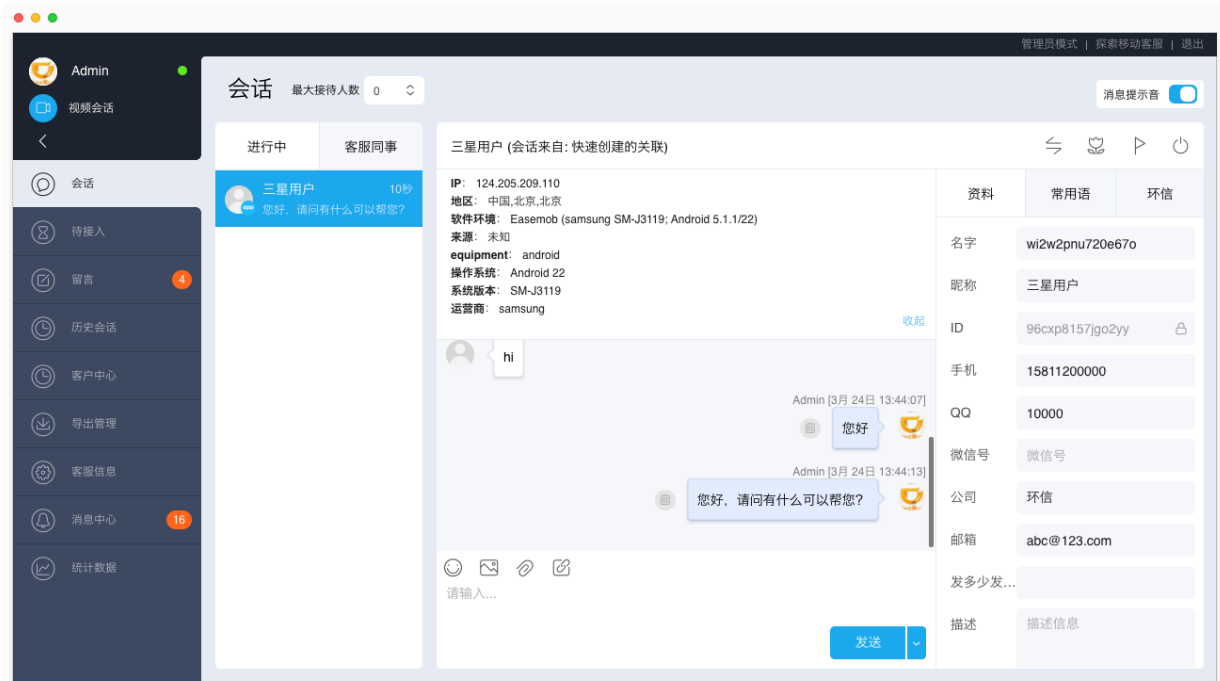 管理员模式 | 探索移动客服 | 退出
Admin
视频会话
会话
待接入
留言 4
历史会话
客户中心
导出管理
客服信息
消息中心 16
统计数据
会话 最大接待人数 0
消息提示音
进行中 客服同事
三星用户 10秒
app
您好，请问有什么可以帮您?
三星用户 (会话来自: 快速创建的关联)
IP: 124.205.209.110
地区: 中国,北京,北京
软件环境: Easemob (samsung SM-J3119; Android 5.1.1/22)
来源: 未知
equipment: android
操作系统: Android 22
系统版本: SM-J3119
运营商: samsung
收起
hi
Admin [3月 24日 13:44:07]
您好
Admin [3月 24日 13:44:13]
您好，请问有什么可以帮您?
请输入...
发送
资料 常用语 环信
名字 wi2w2pnu720e67o
昵称 三星用户
ID 96cxp8157jgo2yy
手机 15811200000
QQ 10000
微信号 微信号
公司 环信
邮箱 abc@123.com
发多少发...
描述 描述信息